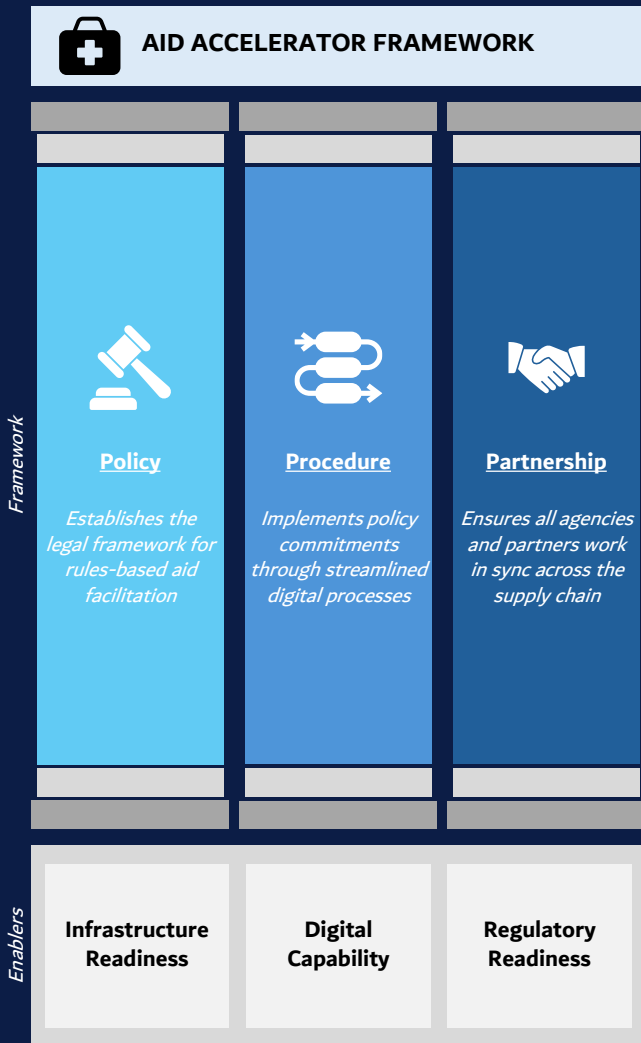 AID ACCELERATOR FRAMEWORK
Framework
Policy
Establishes the
legal framework for
rules-based aid
facilitation
Procedure
Implements policy
commitments
through streamlined
digital processes
Partnership
Ensures all agencies
and partners work
in sync across the
supply chain
Enablers
Infrastructure
Readiness
Digital
Capability
Regulatory
Readiness